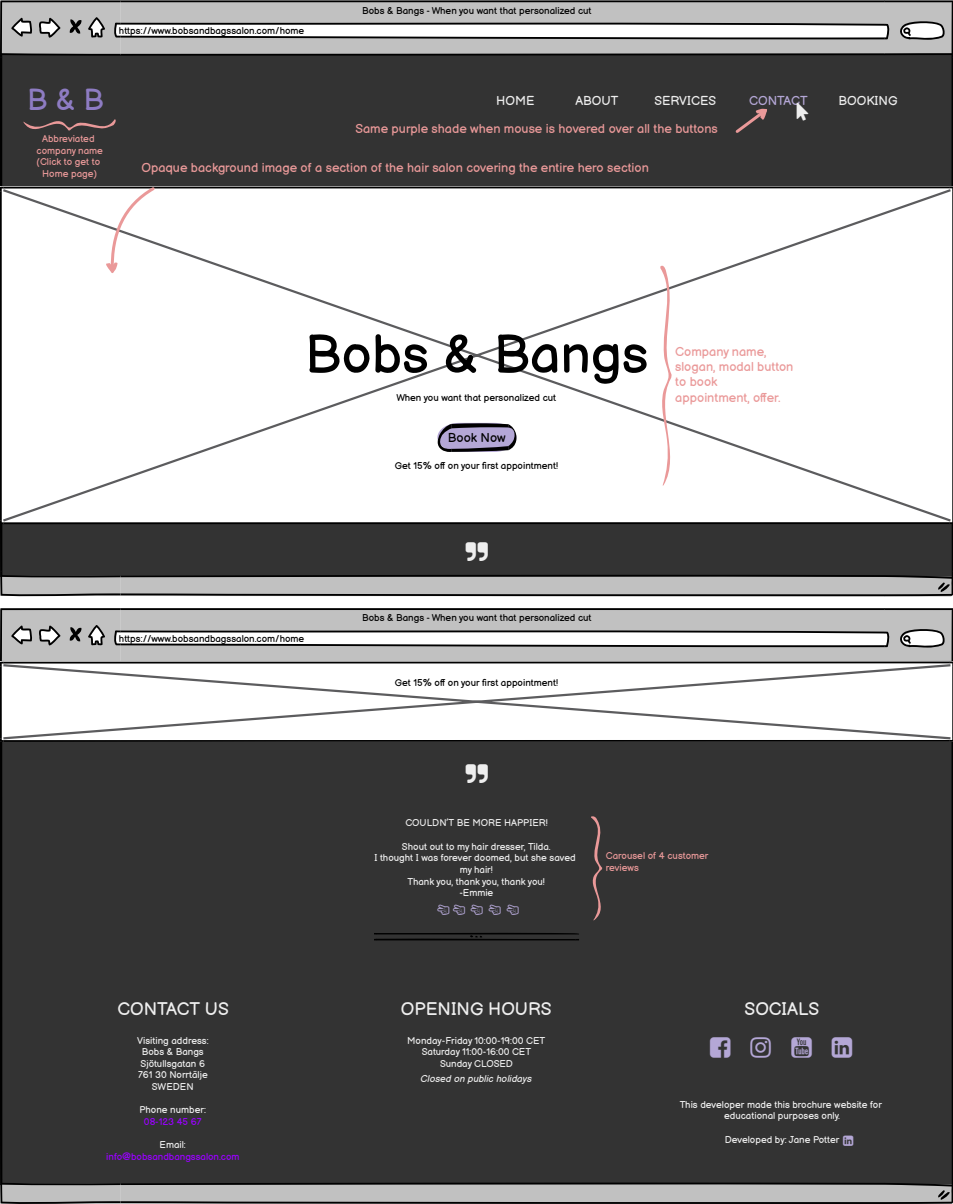 Bobs & Bangs - When you want that personalized cut
https://www.bobsandbagssalon.com/home
B & B
HOME ABOUT SERVICES CONTACT BOOKING
Same purple shade when mouse is hovered over all the buttons
Abbreviated
company name
(Click to get to
Home page)
Opaque background image of a section of the hair salon covering the entire hero section
Bobs & Bangs
When you want that personalized cut
Book Now
Get 15% off on your first appointment!
Company name,
slogan, modal button
to book
appointment, offer.
Bobs & Bangs - When you want that personalized cut
https://www.bobsandbagssalon.com/home
Get 15% off on your first appointment!
COULDN'T BE MORE HAPPIER!
Shout out to my hair dresser, Tilda.
I thought I was forever doomed, but she saved
my hair!
Thank you, thank you, thank you!
-Emmie
Carousel of 4 customer
reviews
CONTACT US
Visiting address:
Bobs & Bangs
Sjötullsgatan 6
761 30 Norrtälje
SWEDEN
Phone number:
08-123 45 67
Email:
info@bobsandbangssalon.com
OPENING HOURS
Monday-Friday 10:00-19:00 CET
Saturday 11:00-16:00 CET
Sunday CLOSED
Closed on public holidays
SOCIALS
You
Tube
in
This developer made this brochure website for
educational purposes only.
Developed by: Jane Potter in